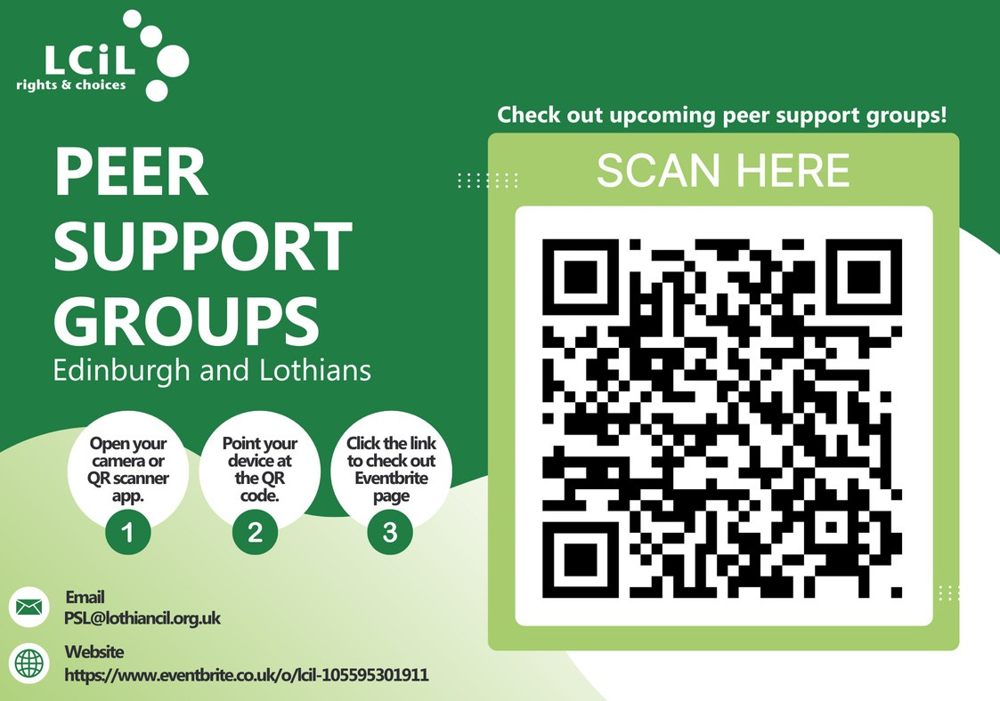 LCiL
rights & choices
PEER
SUPPORT
GROUPS
Edinburgh and Lothians
Check out upcoming peer support groups!
SCAN HERE
Open your
camera or
QR scanner
app.
1
Point your
device at
the QR
code.
2
Click the link
to check out
Eventbrite
page
3
Email
PSL@lothiancil.org.uk
Website
https://www.eventbrite.co.uk/o/lcil-105595301911